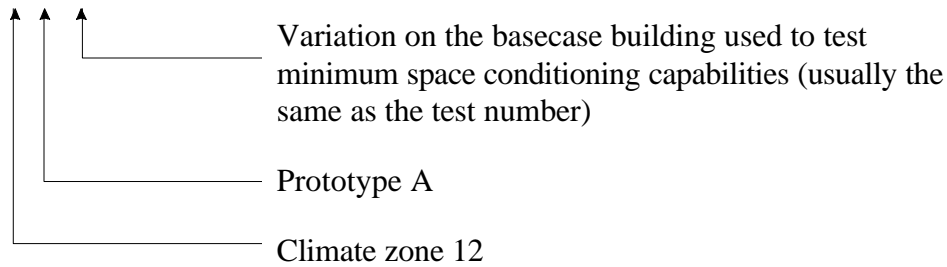 Variation on the basecase building used to test
minimum space conditioning capabilities (usually the
same as the test number)
Prototype A
Climate zone 12